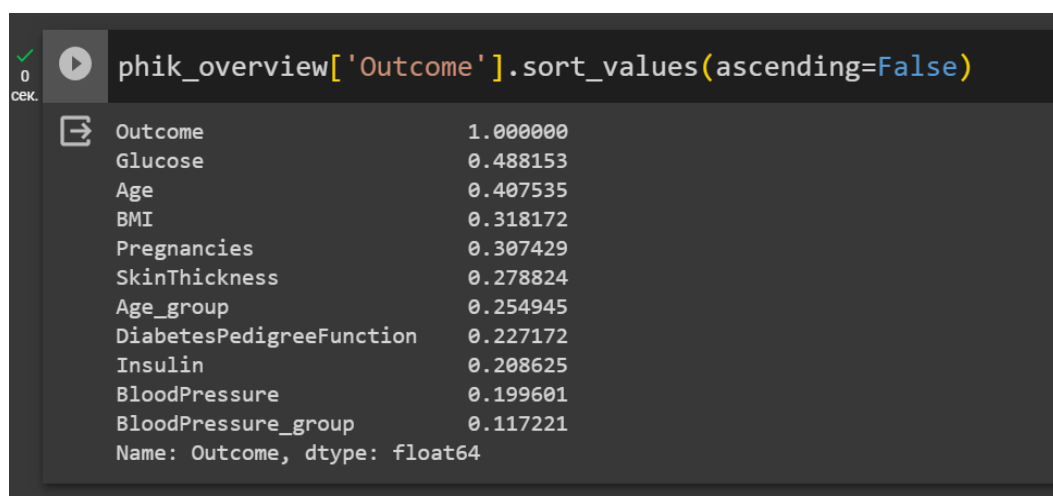 phik_overview['Outcome'].sort_values(ascending=False)
0
сек.
Outcome 1.000000
Glucose 0.488153
Age 0.407535
BMI 0.318172
Pregnancies 0.307429
SkinThickness 0.278824
Age_group 0.254945
DiabetesPedigreeFunction 0.227172
Insulin 0.208625
BloodPressure 0.199601
BloodPressure_group 0.117221
Name: Outcome, dtype: float64